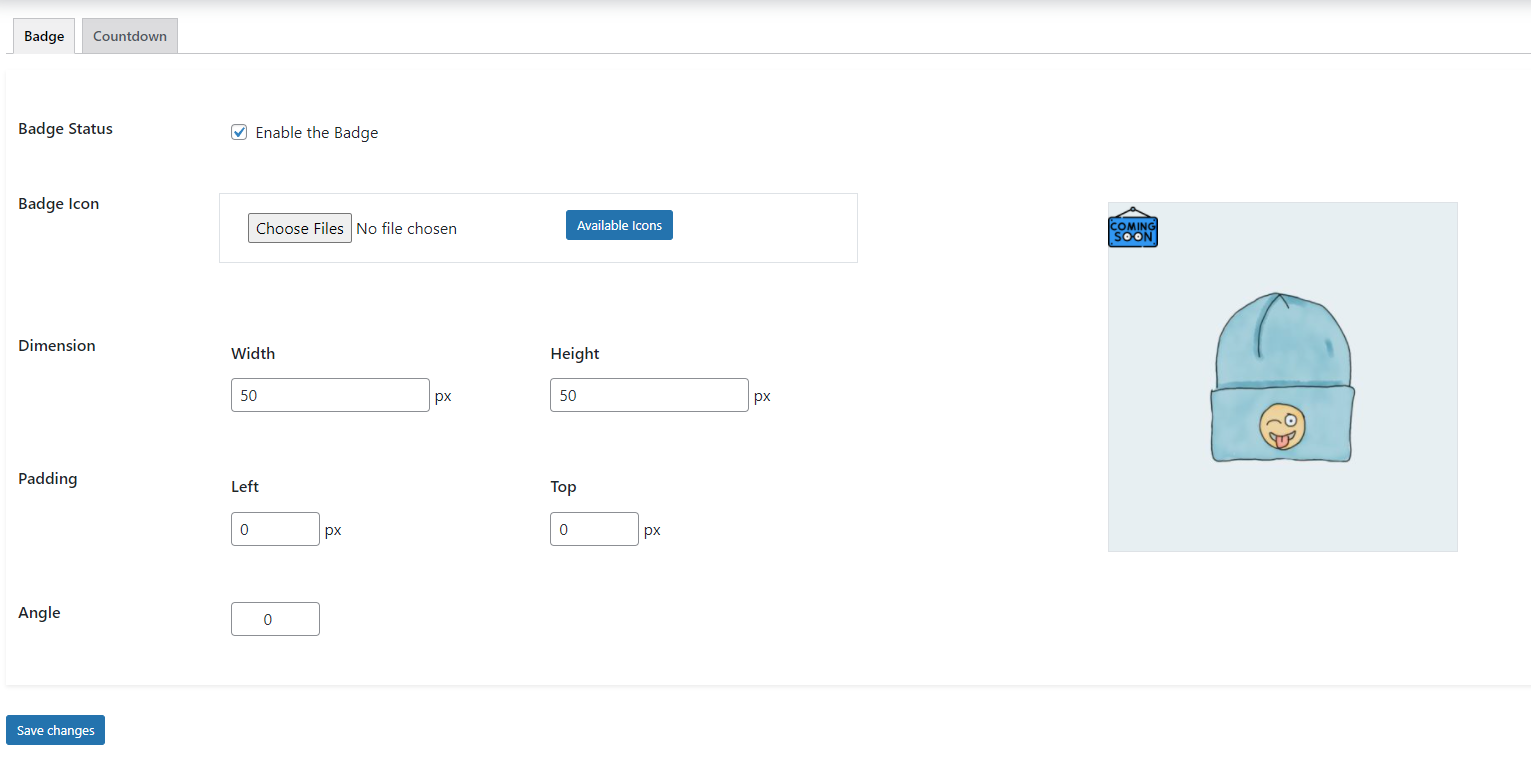 Badge
Countdown
Badge Status
Enable the Badge
Badge Icon
Choose Files No file chosen
Available Icons
COMING
SOON
Dimension
Width
Height
50 px
50 px
Padding
Left
Top
0 px
0 px
Angle
0
Save changes